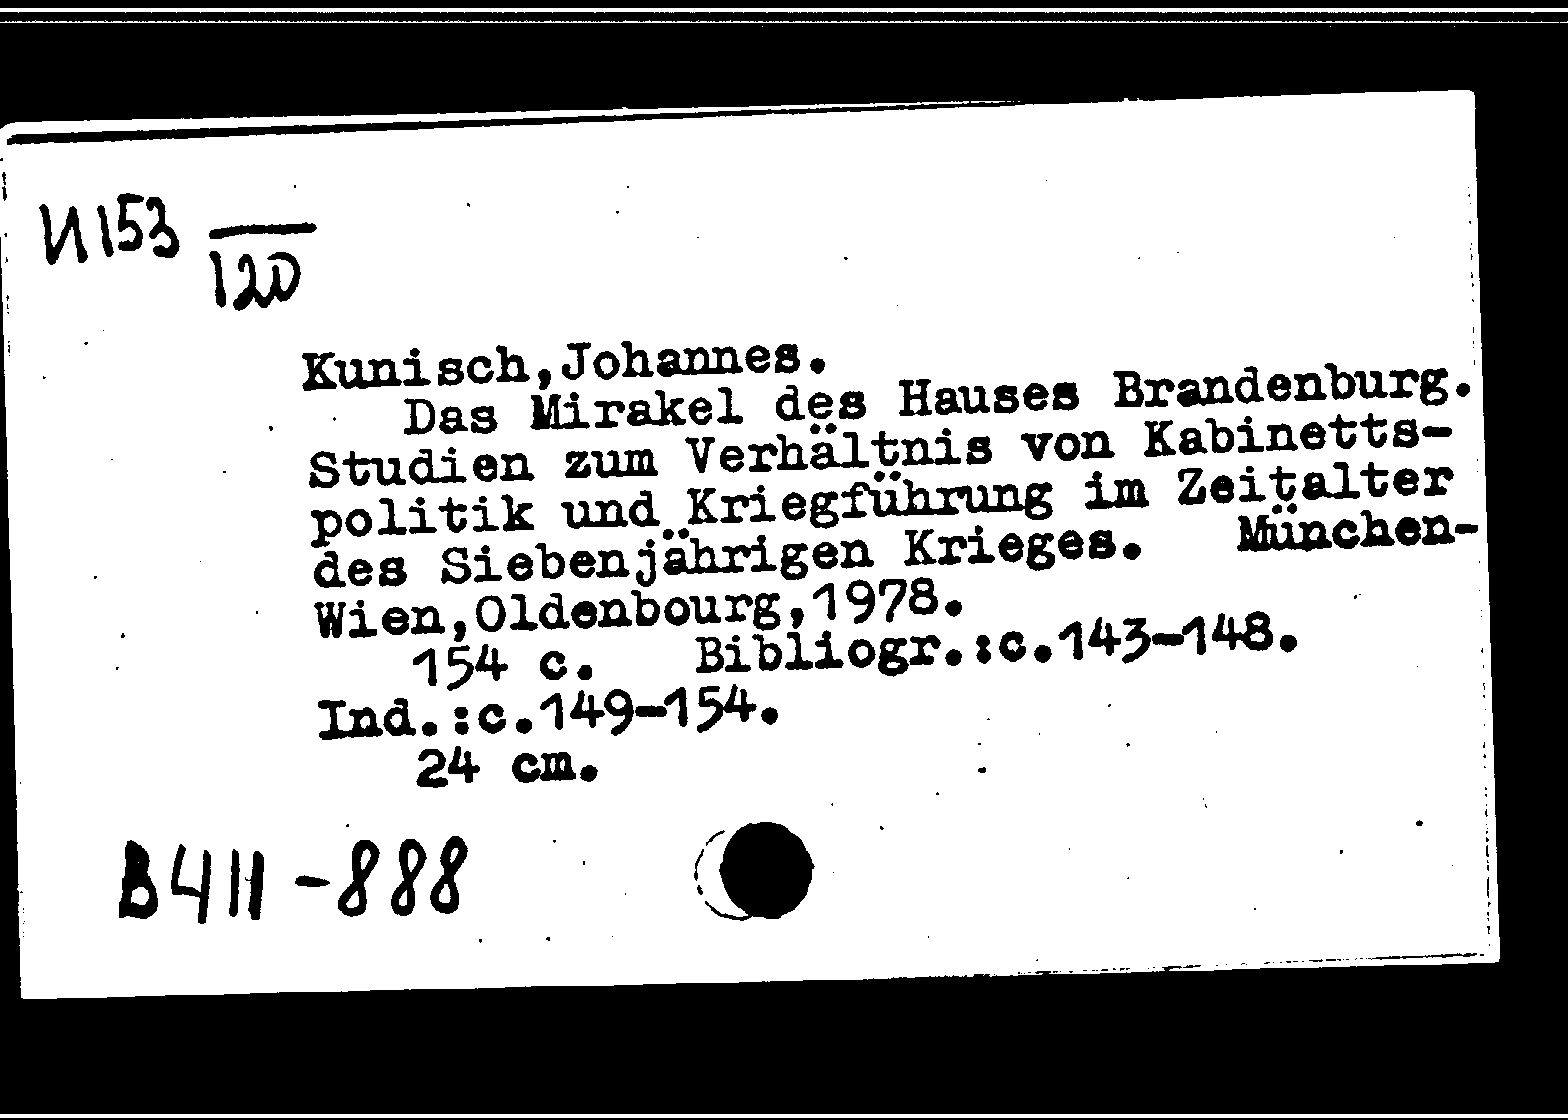 И153
120
Kunisch,Johannes.
Das Mirakel des Hauses Brandenburg.
Studien zum Verhältnis von Kabinetts-
politik und Kriegführung im Zeitalter
des Siebenjährigen Krieges. München-
Wien,Oldenbourg,1978.
154 с. Bibliogr.:с.143-148.
Ind.:с.149-154.
24 cm.
В411-888